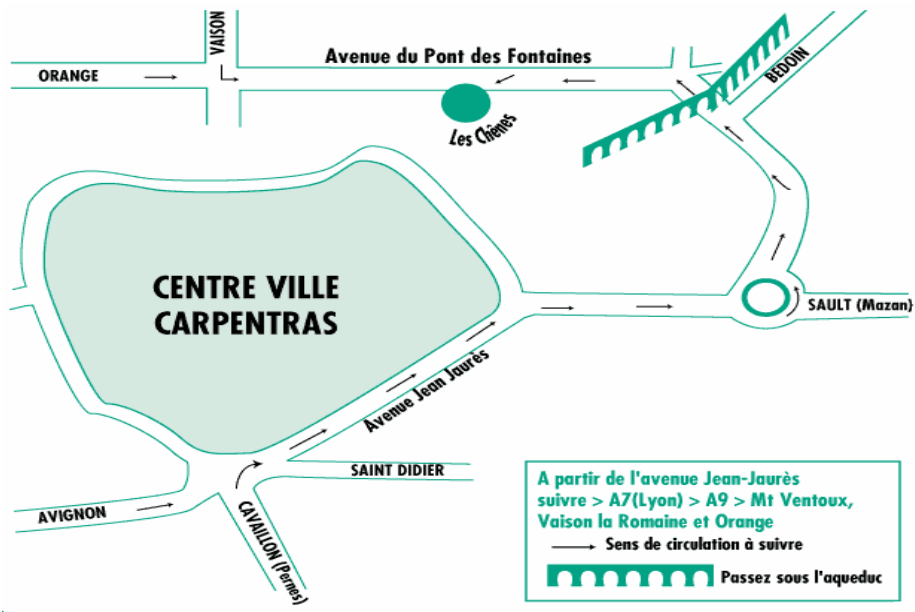 VAISON
Avenue du Pont des Fontaines
ORANGE
BEDOIN
Les Chênes
CENTRE VILLE
CARPENTRAS
SAULT (Mazan)
Avenue Jean Jaurès
SAINT DIDIER
AVIGNON
CAVAILLON (Pernes)
A partir de l'avenue Jean-Jaurès
suivre > A7(Lyon) > A9 > Mt Ventoux,
Vaison la Romaine et Orange
Sens de circulation à suivre
Passez sous l'aqueduc